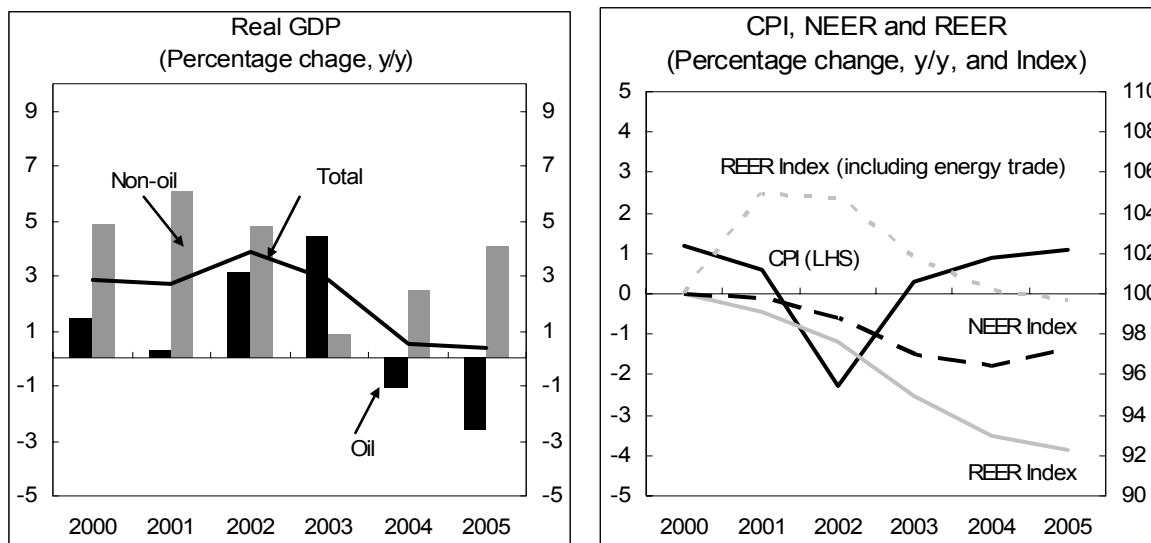 Real GDP
(Percentage chage, y/y)
9
9
7
7
Non-oil
Total
5
5
3
3
1
1
-1
-1
Oil
-3
-3
-5
-5
2000 2001 2002 2003 2004 2005
CPI, NEER and REER
(Percentage change, y/y, and Index)
5
110
4
108
3
106
REER Index (including energy trade)
2
104
1
102
CPI (LHS)
0
100
NEER Index
-1
98
-2
96
-3
94
-4
92
REER Index
-5
90
2000 2001 2002 2003 2004 2005